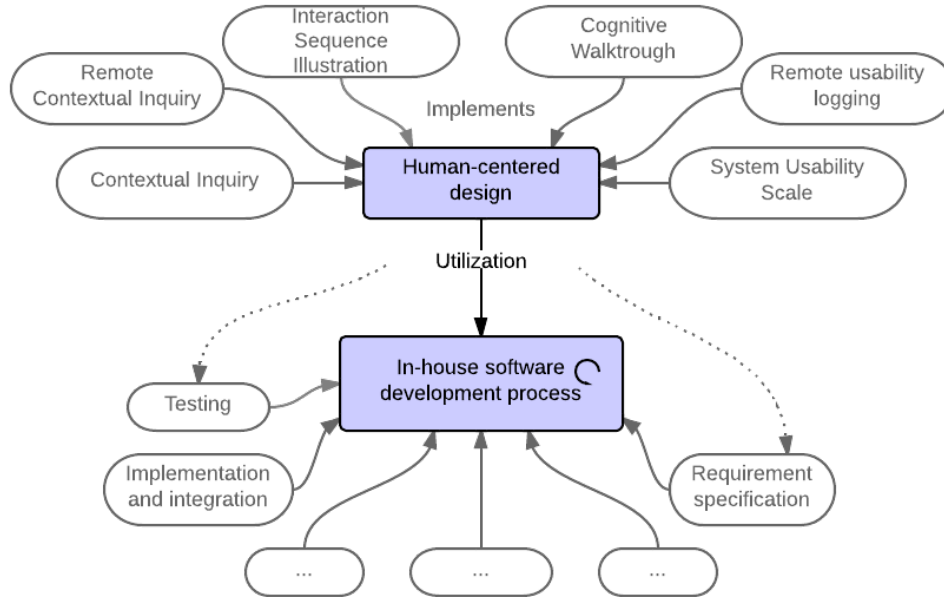 Interaction
Sequence
Illustration
Cognitive
Walktrough
Remote
Contextual Inquiry
Implements
Remote usability
logging
Contextual Inquiry
Human-centered
design
System Usability
Scale
Utilization
In-house software
development process
Testing
Implementation
and integration
Requirement
specification
...
...
...